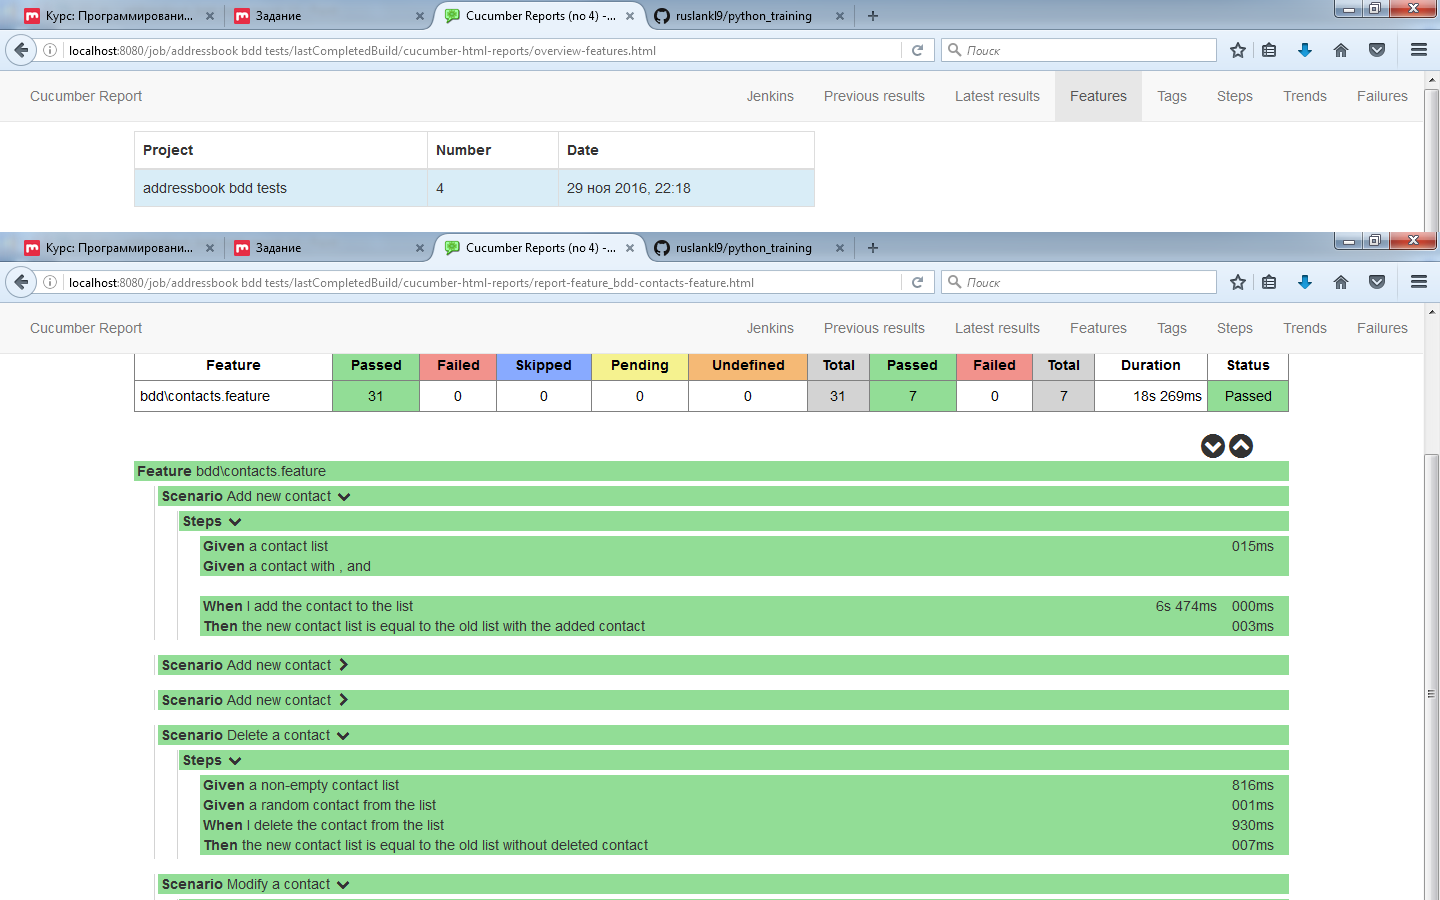 Курс: Программировани... Задание Cucumber Reports (no 4) -... ruslankl9/python_training
localhost:8080/job/addressbook bdd tests/lastCompletedBuild/cucumber-html-reports/overview-features.html Поиск
Cucumber Report Jenkins Previous results Latest results Features Tags Steps Trends Failures
Project Number Date
addressbook bdd tests 4 29 ноя 2016, 22:18
Курс: Программировани... Задание Cucumber Reports (no 4) -... ruslankl9/python_training
localhost:8080/job/addressbook bdd tests/lastCompletedBuild/cucumber-html-reports/report-feature_bdd-contacts-feature.html Поиск
Cucumber Report Jenkins Previous results Latest results Features Tags Steps Trends Failures
Feature Passed Failed Skipped Pending Undefined Total Passed Failed Total Duration Status
bdd\contacts.feature 31 0 0 0 0 31 7 0 7 18s 269ms Passed
Feature bdd\contacts.feature
Scenario Add new contact
Steps
Given a contact list 015ms
Given a contact with , and
When I add the contact to the list 6s 474ms 000ms
Then the new contact list is equal to the old list with the added contact 003ms
Scenario Add new contact
Scenario Add new contact
Scenario Delete a contact
Steps
Given a non-empty contact list 816ms
Given a random contact from the list 001ms
When I delete the contact from the list 930ms
Then the new contact list is equal to the old list without deleted contact 007ms
Scenario Modify a contact